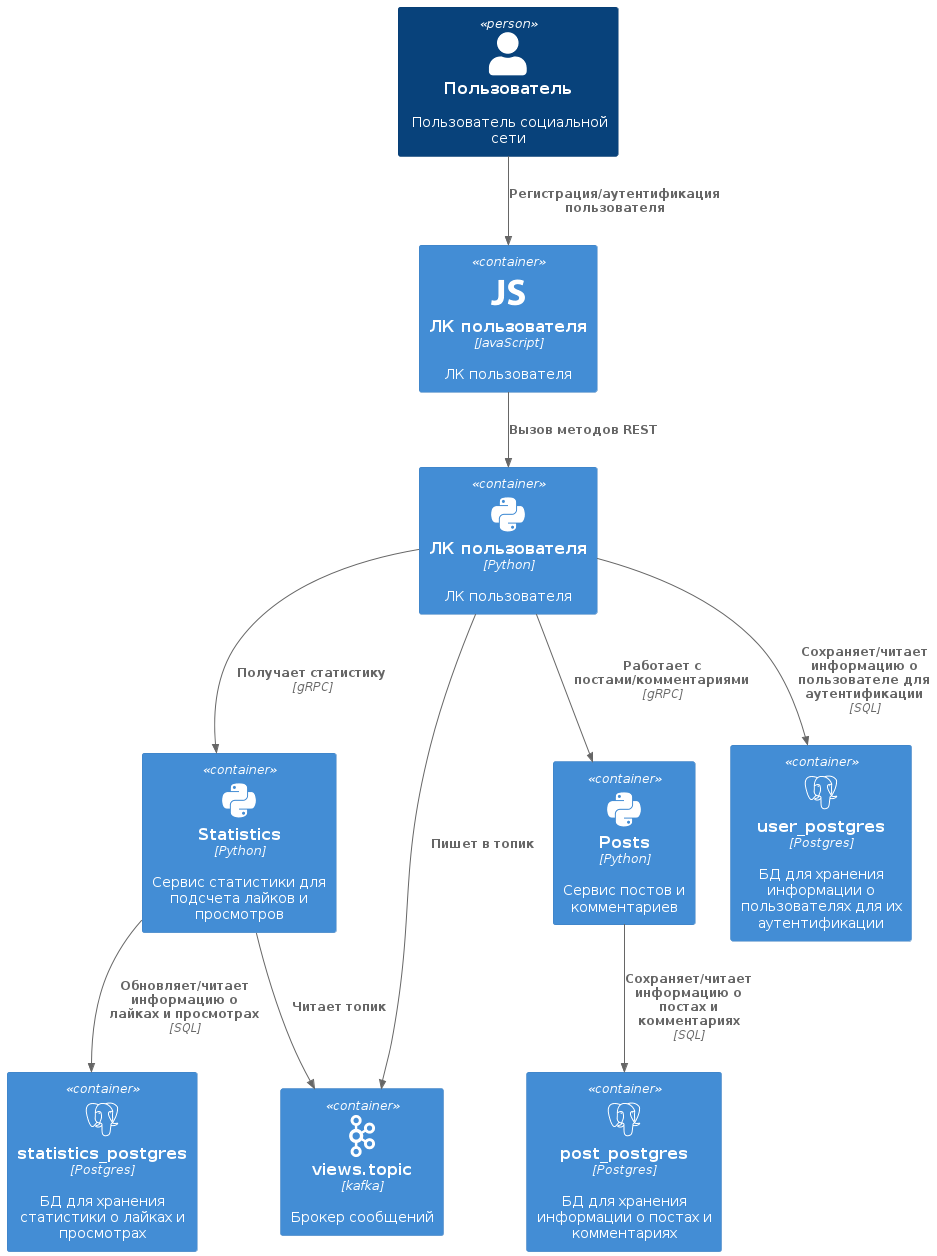 «person»
Пользователь
Пользователь социальной
сети
Регистрация/аутентификация
пользователя
«container»
JS
ЛК пользователя
[JavaScript]
ЛК пользователя
Вызов методов REST
«container»
ЛК пользователя
[Python]
ЛК пользователя
Получает статистику
[gRPC]
Пишет в топик
Работает с
постами/комментариями
[gRPC]
Сохраняет/читает
информацию о
пользователе для
аутентификации
[SQL]
«container»
Statistics
[Python]
Сервис статистики для
подсчета лайков и
просмотров
«container»
Posts
[Python]
Сервис постов и
комментариев
«container»
user_postgres
[Postgres]
БД для хранения
информации о
пользователях для их
аутентификации
Обновляет/читает
информацию о
лайках и просмотрах
[SQL]
Читает топик
Сохраняет/читает
информацию о
постах и
комментариях
[SQL]
«container»
statistics_postgres
[Postgres]
БД для хранения
статистики о лайках и
просмотрах
«container»
views.topic
[kafka]
Брокер сообщений
«container»
post_postgres
[Postgres]
БД для хранения
информации о постах и
комментариях